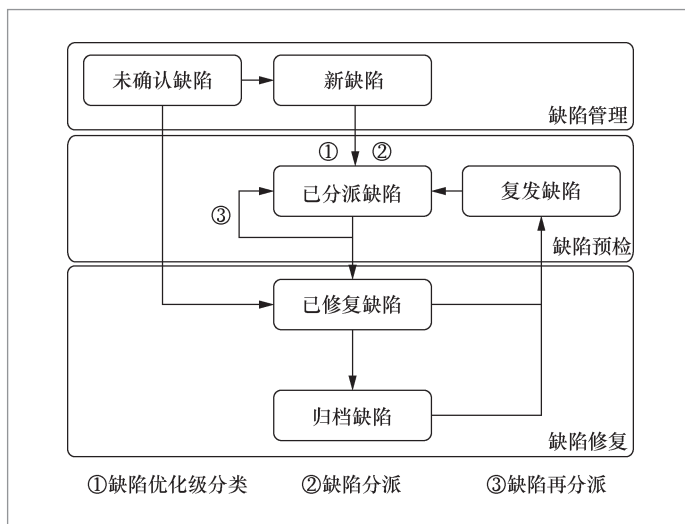 未确认缺陷
新缺陷
缺陷管理
① ②
已分派缺陷
复发缺陷
③
缺陷预检
已修复缺陷
归档缺陷
缺陷修复
①缺陷优化级分类 ②缺陷分派 ③缺陷再分派